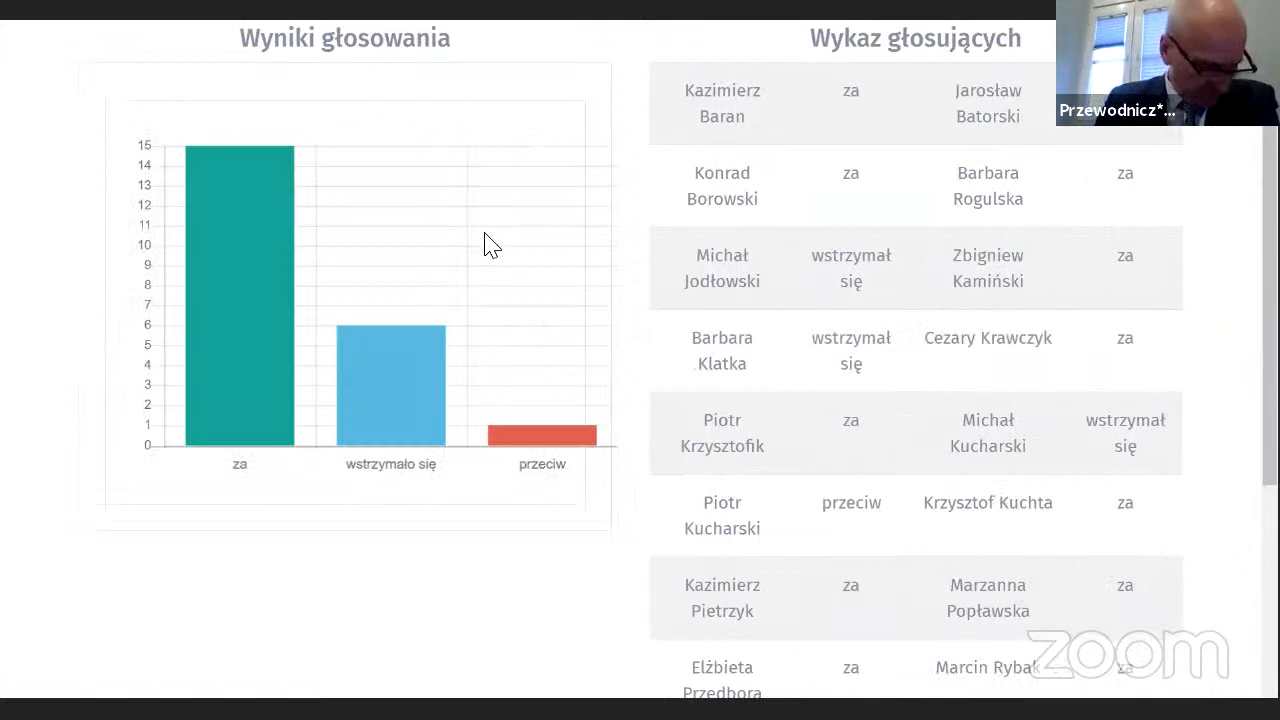 Wyniki głosowania
15
14
13
12
11
10
9
8
7
6
5
4
3
2
1
0
za
wstrzymało się
przeciw
Wykaz głosujących
Kazimierz
Baran
za
Jarosław
Batorski
Konrad
Borowski
za
Barbara
Rogulska
za
Michał
Jodłowski
wstrzymał
się
Zbigniew
Kamiński
za
Barbara
Klatka
wstrzymał
się
Cezary Krawczyk
za
Piotr
Krzysztofik
za
Michał
Kucharski
wstrzymał
się
Piotr
Kucharski
przeciw
Krzysztof Kuchta
za
Kazimierz
Pietrzyk
za
Marzanna
Popławska
za
Elżbieta
Przedbora
za
Marcin Rybak
za
Przewodnicz*...
zoom